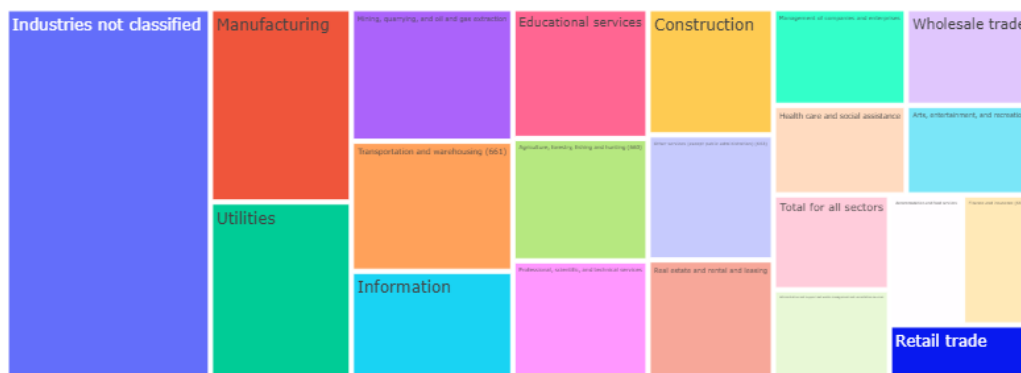 Industries not classified
Manufacturing
Utilities
Mining, quarrying, and oil and gas extraction
Transportation and warehousing (661)
Information
Educational services
Agriculture, forestry, fishing and hunting (660)
Professional, scientific, and technical services
Construction
Real estate and rental and leasing
Management of companies and enterprises
Wholesale trade
Health care and social assistance
Arts, entertainment, and recreation
Total for all sectors
Retail trade